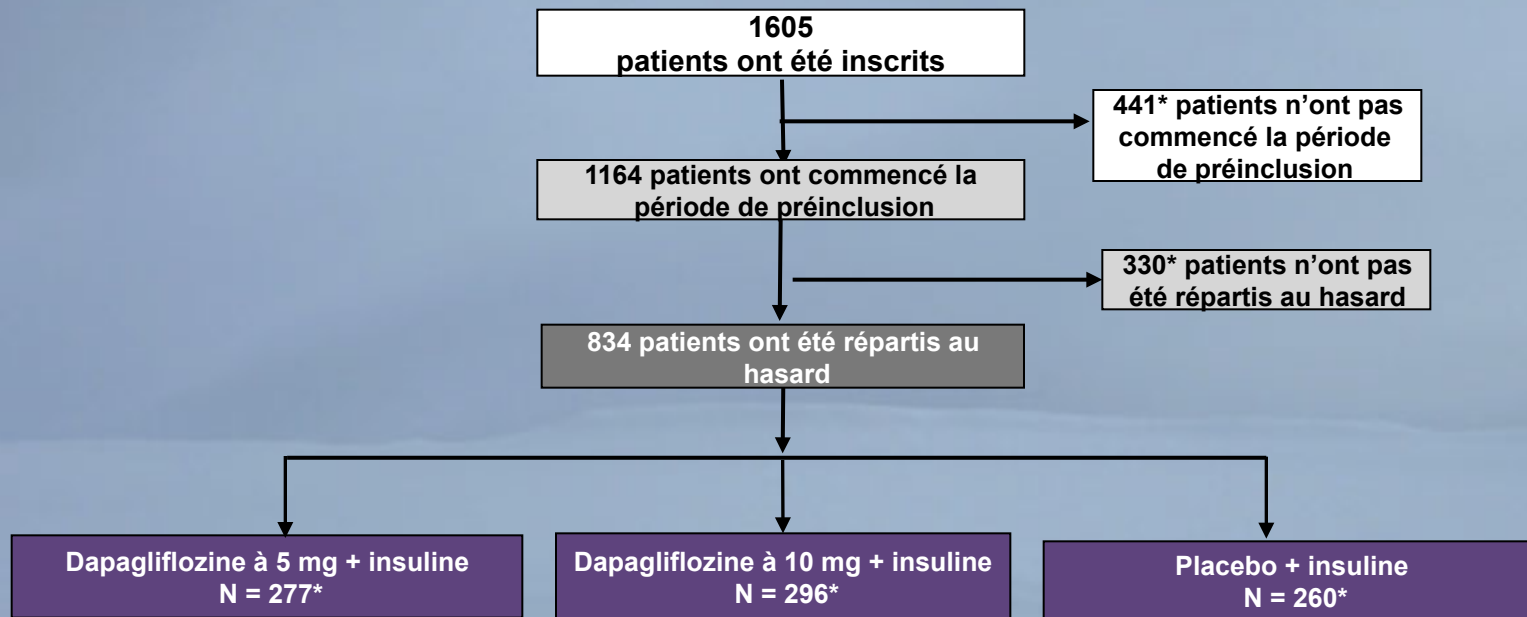 1605
patients ont été inscrits
441* patients n’ont pas
commencé la période
de préinclusion
1164 patients ont commencé la
période de préinclusion
330* patients n’ont pas
été répartis au hasard
834 patients ont été répartis au
hasard
Dapagliflozine à 5 mg + insuline
N = 277*
Dapagliflozine à 10 mg + insuline
N = 296*
Placebo + insuline
N = 260*